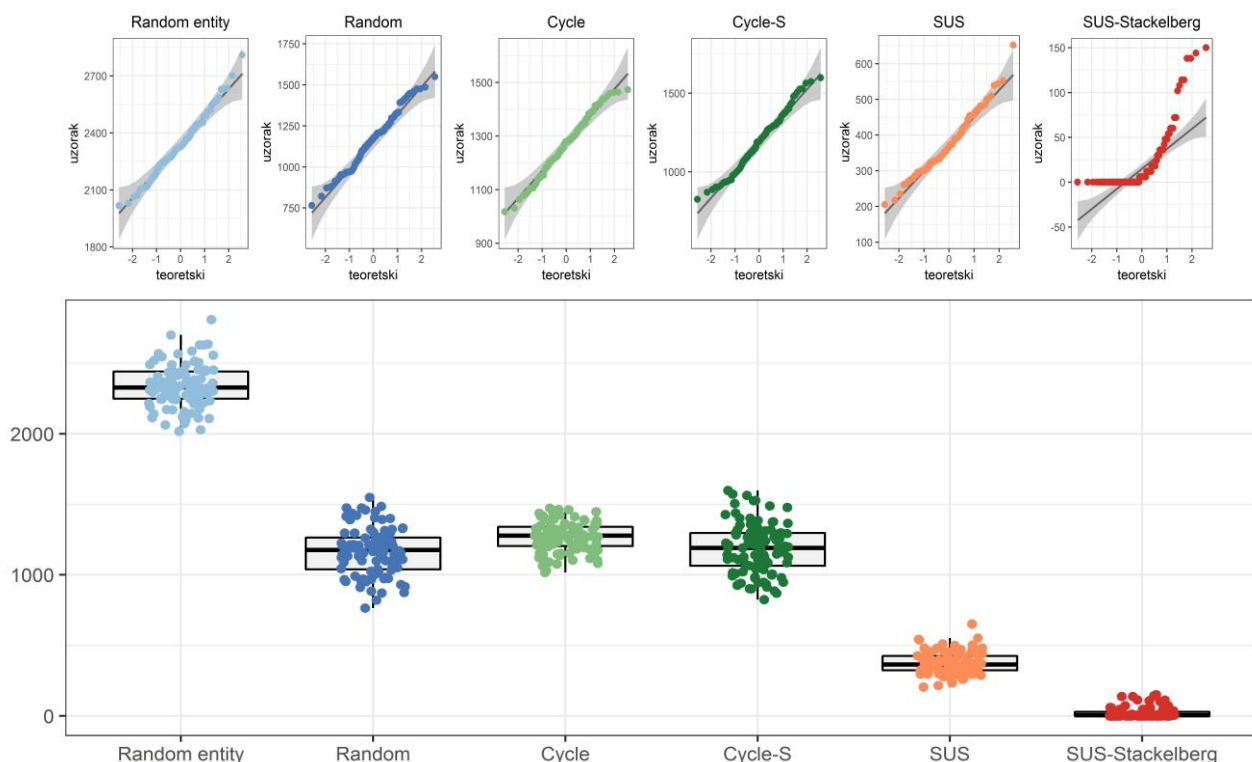 Random entity Random Cycle Cycle-S SUS SUS-Stackelberg
uzorak 2700 2400 2100 1800 -2 -1 0 1 2 teoretski
uzorak 1750 1500 1250 1000 750 -2 -1 0 1 2 teoretski
uzorak 1500 1300 1100 900 -2 -1 0 1 2 teoretski
uzorak 1500 1000 -2 -1 0 1 2 teoretski
uzorak 600 500 400 300 200 100 -2 -1 0 1 2 teoretski
uzorak 150 100 50 0 -50 -2 -1 0 1 2 teoretski
2000
1000
0
Random entity Random Cycle Cycle-S SUS SUS-Stackelberg